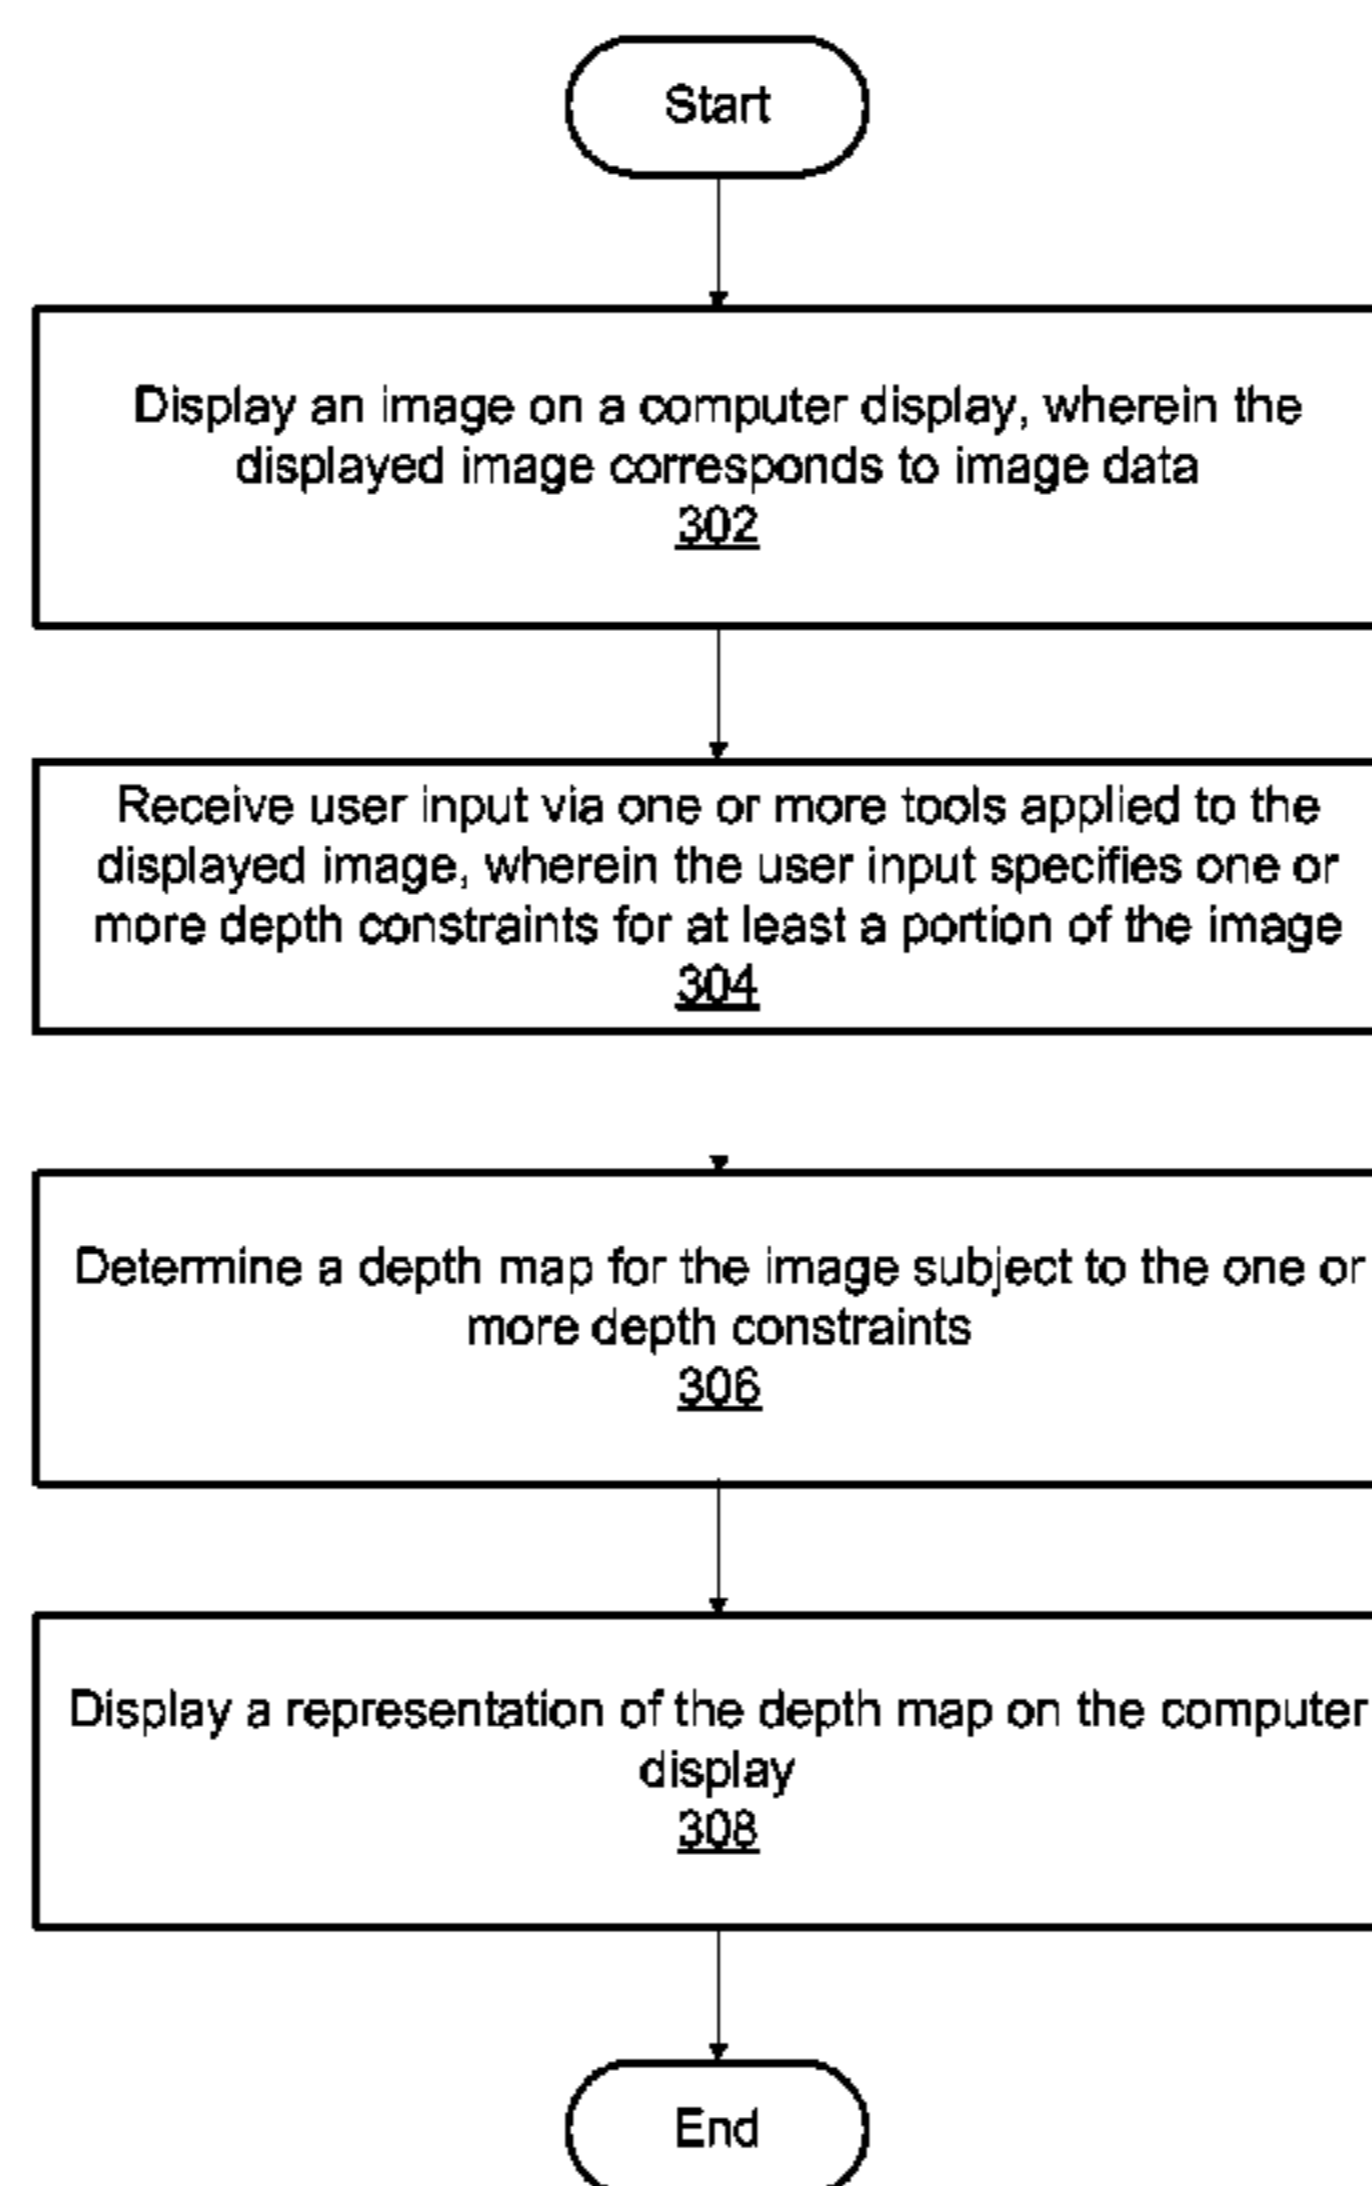 Start
Display an image on a computer display, wherein the
displayed image corresponds to image data
302
Receive user input via one or more tools applied to the
displayed image, wherein the user input specifies one or
more depth constraints for at least a portion of the image
304
Determine a depth map for the image subject to the one or
more depth constraints
306
Display a representation of the depth map on the computer
display
308
End